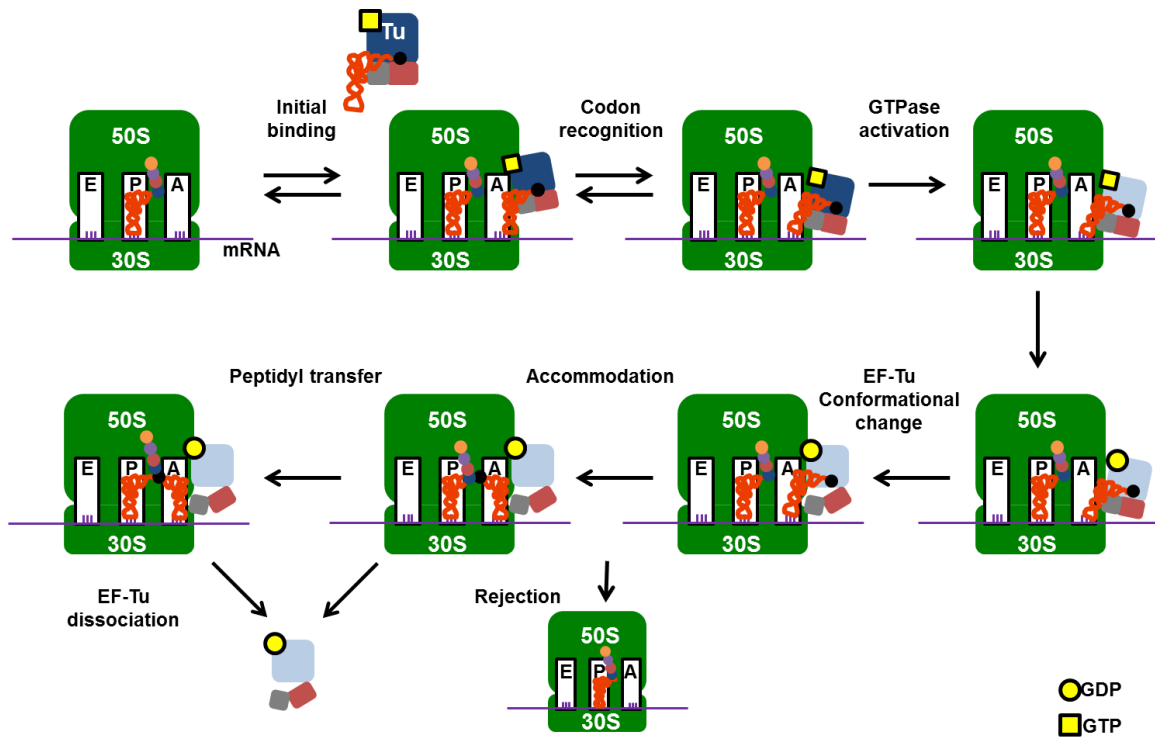 Tu
Initial
binding
Codon
recognition
GTPase
activation
50S
E P A
30S
mRNA
50S
E P A
30S
50S
E P A
30S
50S
E P A
30S
Peptidyl transfer
Accommodation
EF-Tu
Conformational
change
50S
E P A
30S
50S
E P A
30S
50S
E P A
30S
50S
E P A
30S
EF-Tu
dissociation
Rejection
50S
E P A
30S
GDP
GTP